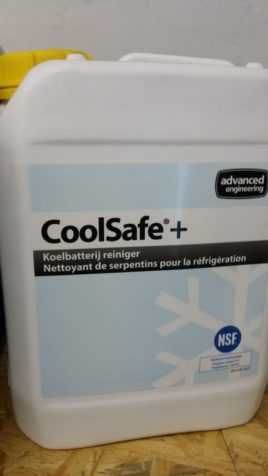 advanced
engineering
CoolSafe®+
Koelbatterij reiniger
Nettoyant de serpentins pour la réfrigération
NSF